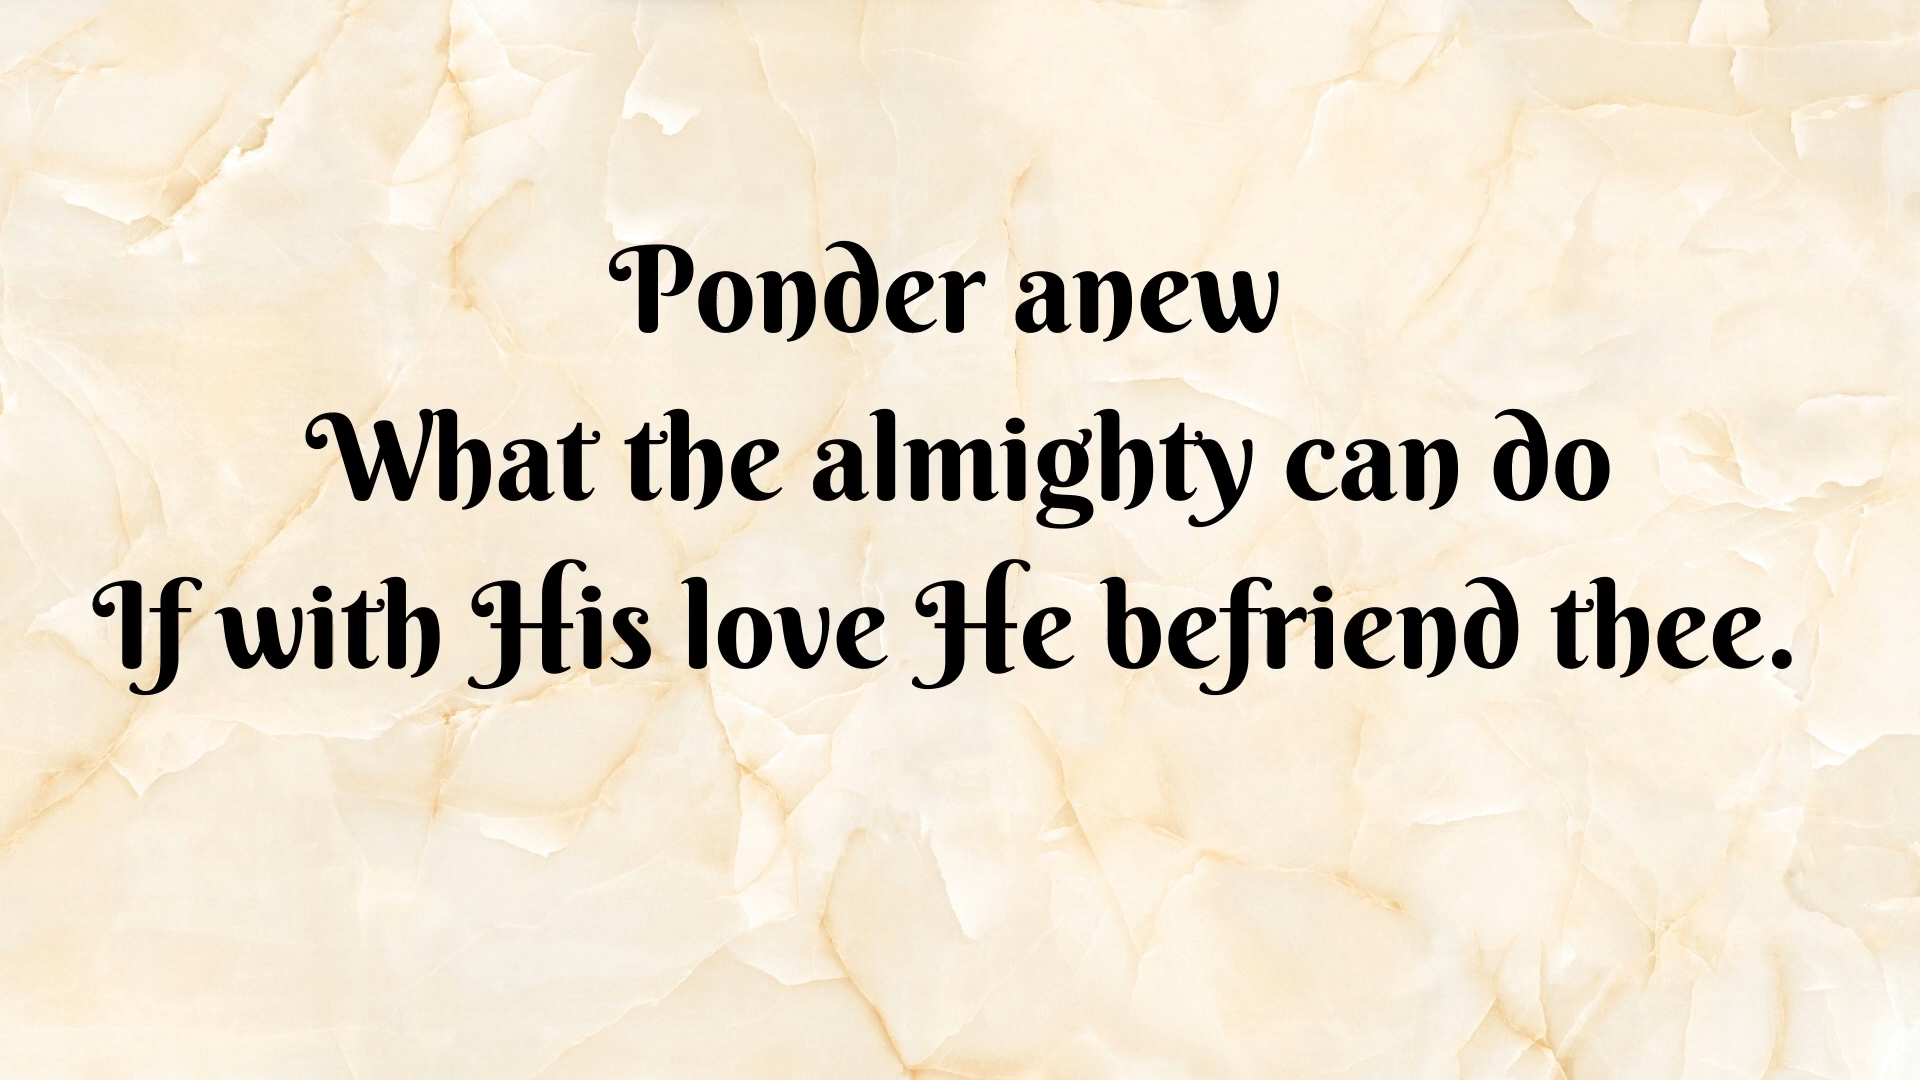 Ponder anew
What the almighty can do
If with His love He befriend thee.